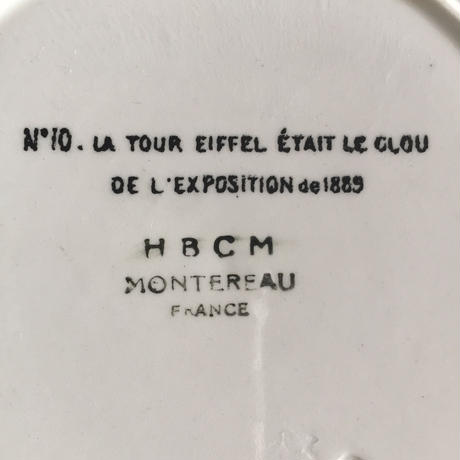 N°10. LA TOUR EIFFEL ÉTAIT LE CLOU
DE L'EXPOSITION de 1889
HBCM
MONTEREAU
FRANCE